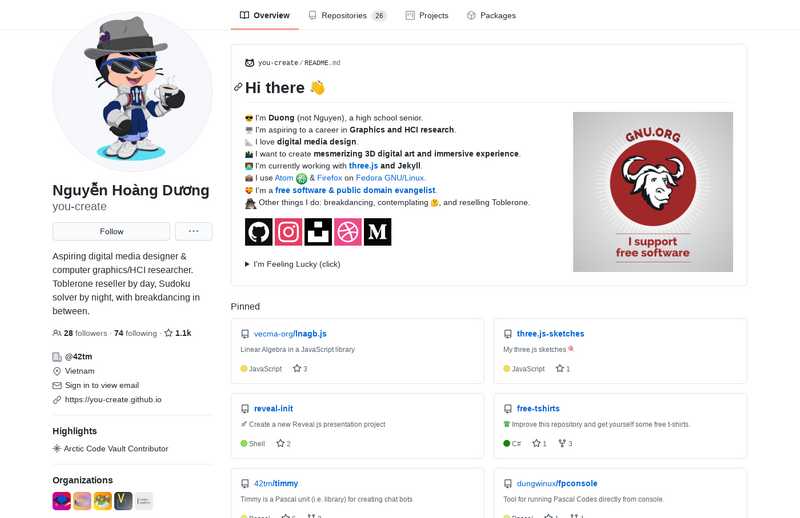 Overview
Repositories 26
Projects
Packages
you-create/README.md
Hi there 👋
😎 I'm Duong (not Nguyen), a high school senior.
I'm aspiring to a career in Graphics and HCI research.
I love digital media design.
I want to create mesmerizing 3D digital art and immersive experience.
I'm currently working with three.js and Jekyll.
I use Atom & Firefox on Fedora GNU/Linux.
I'm a free software & public domain evangelist.
Other things I do: breakdancing, contemplating 🤔, and reselling Toblerone.
I'm Feeling Lucky (click)
GNU.ORG
I support
free software
Nguyễn Hoàng Dương
you-create
Follow
Aspiring digital media designer &
computer graphics/HCI researcher.
Toblerone reseller by day, Sudoku
solver by night, with breakdancing in
between.
28 followers · 74 following · 1.1k
@42tm
Vietnam
Sign in to view email
https://you-create.github.io
Highlights
Arctic Code Vault Contributor
Organizations
Pinned
vecma-org/lnagb.js
Linear Algebra in a JavaScript library
JavaScript 3
three.js-sketches
My three.js sketches
JavaScript 1
reveal-init
Create a new Reveal.js presentation project
Shell 2
free-tshirts
Improve this repository and get yourself some free t-shirts.
C# 1 3
42tm/timmy
Timmy is a Pascal unit (i.e. library) for creating chat bots
dungwinux/fpconsole
Tool for running Pascal Codes directly from console.